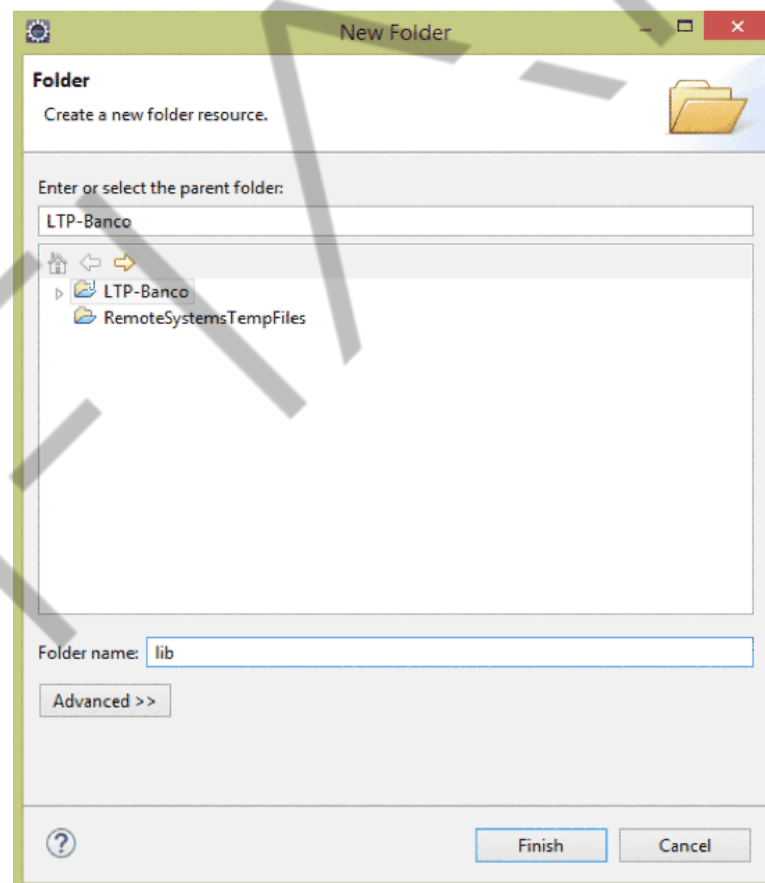 New Folder
Folder
Create a new folder resource.
Enter or select the parent folder:
LTP-Banco
LTP-Banco
RemoteSystemsTempFiles
Folder name: lib
Advanced >>
Finish Cancel